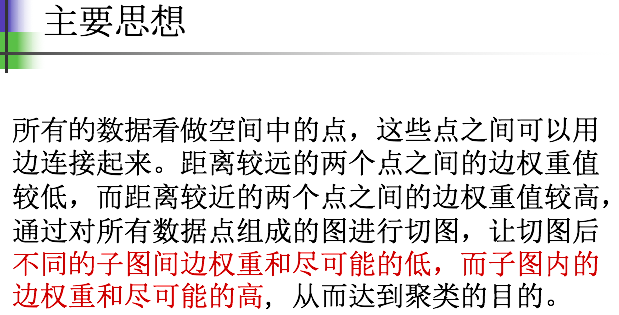 主要思想
所有的数据看做空间中的点，这些点之间可以用
边连接起来。距离较远的两个点之间的边权重值
较低，而距离较近的两个点之间的边权重值较高，
通过对所有数据点组成的图进行切图，让切图后
不同的子图间边权重和尽可能的低，而子图内的
边权重和尽可能的高，从而达到聚类的目的。